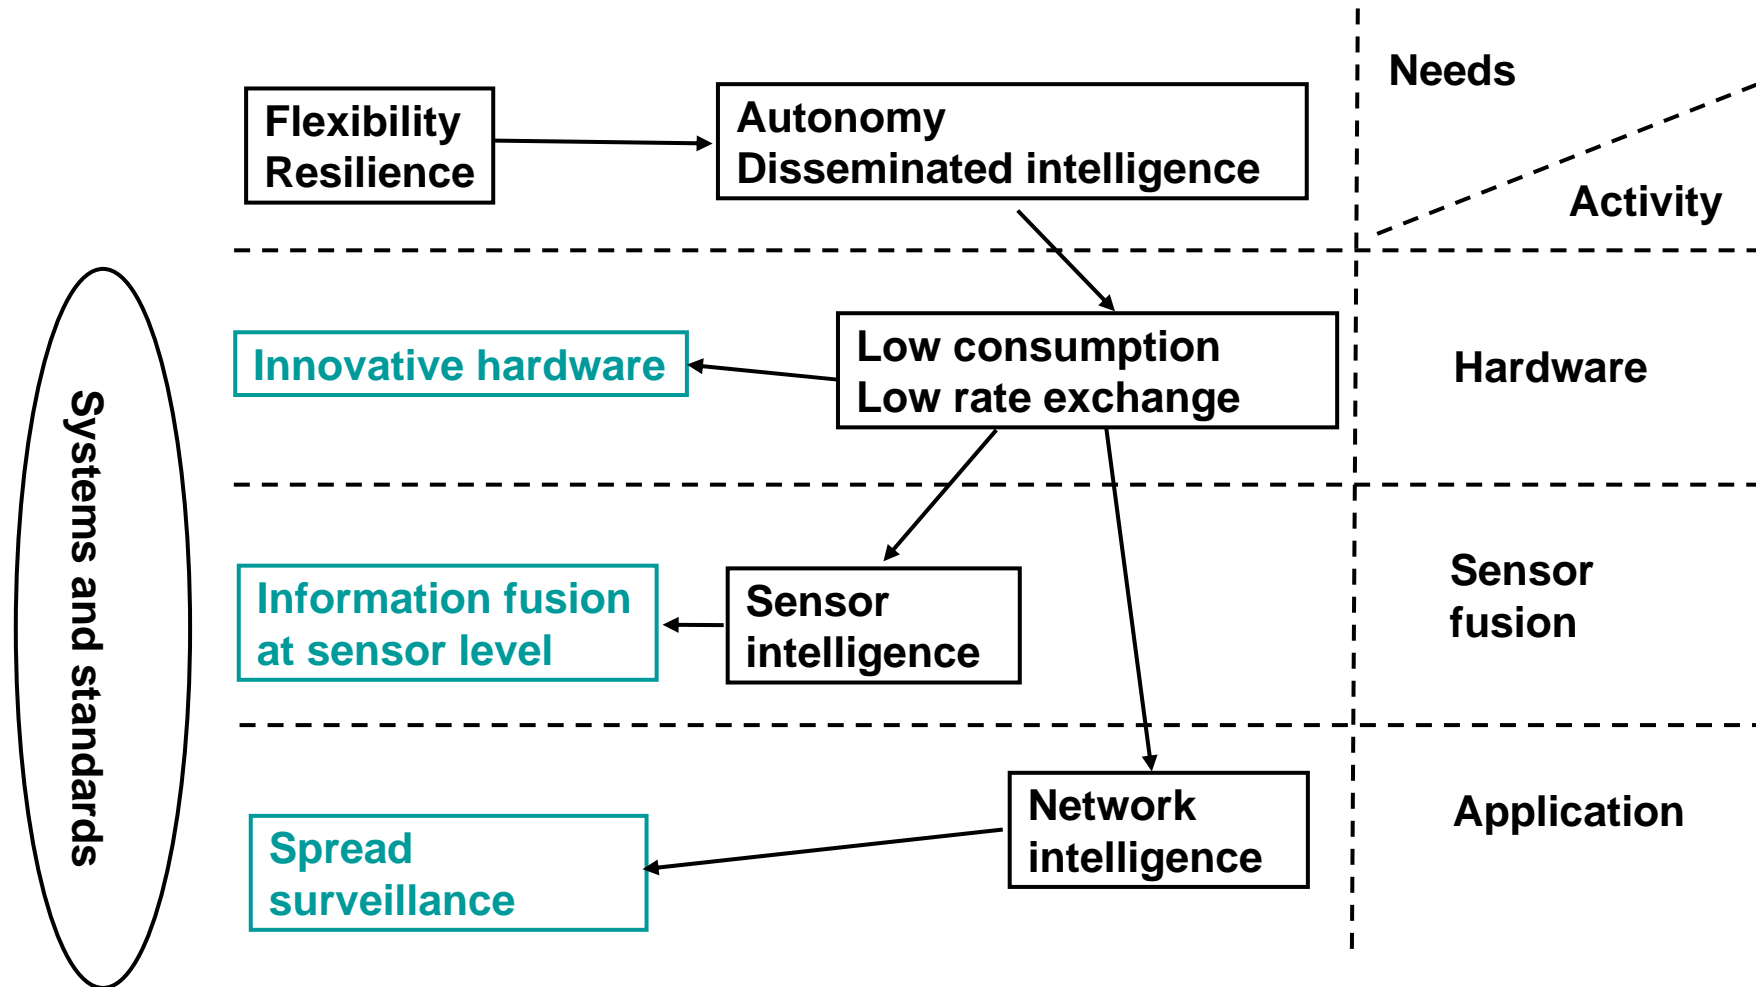 Needs
Flexibility
Resilience
Autonomy
Disseminated intelligence
Activity
Innovative hardware
Low consumption
Low rate exchange
Hardware
Systems and standards
Information fusion
at sensor level
Sensor
intelligence
Sensor
fusion
Spread
surveillance
Network
intelligence
Application